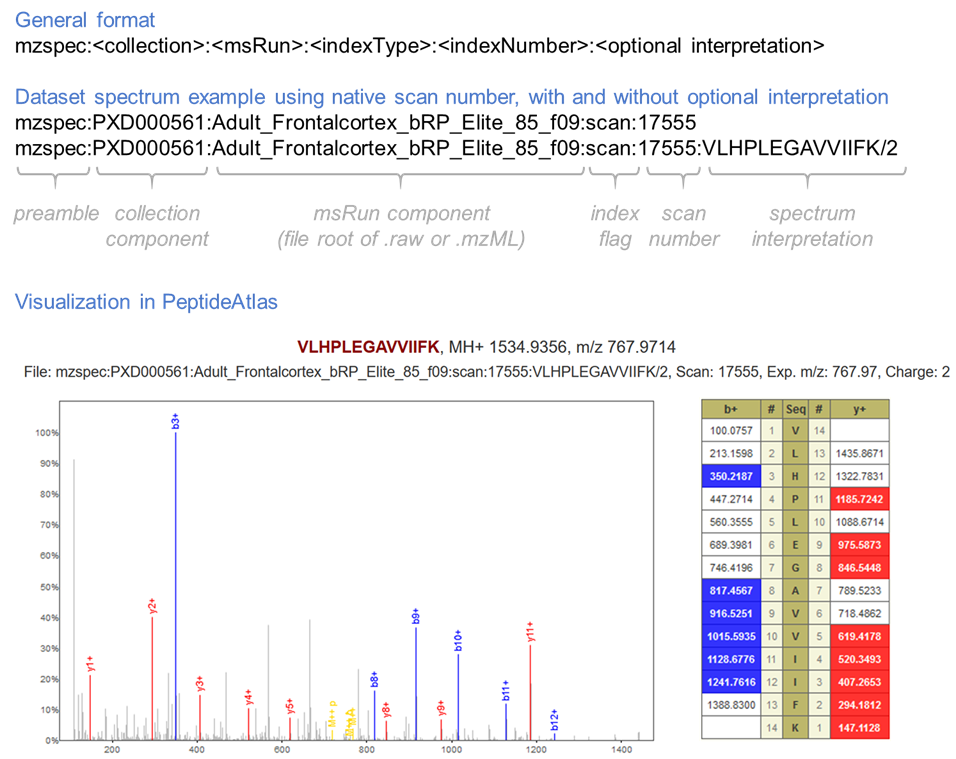 General format
mzspec:<collection>:<msRun>:<indexType>:<indexNumber>:<optional interpretation>
Dataset spectrum example using native scan number, with and without optional interpretation
mzspec:PXD000561:Adult_Frontalcortex_bRP_Elite_85_f09:scan:17555
mzspec:PXD000561:Adult_Frontalcortex_bRP_Elite_85_f09:scan:17555:VLHPLEGAVVIIFK/2
preamble collection msRun component index scan spectrum
component (file root of .raw or .mzML) flag number interpretation
Visualization in PeptideAtlas
VLHPLEGAVVIIFK, MH+ 1534.9356, m/z 767.9714
File: mzspec:PXD000561:Adult_Frontalcortex_bRP_Elite_85_f09:scan:17555:VLHPLEGAVVIIFK/2, Scan: 17555, Exp. m/z: 767.97, Charge: 2
100%
90%
80%
70%
60%
50%
40%
30%
20%
10%
0%
200 400 600 800 1000 1200 1400
y1+
y2+
b3+
y3+
y4+
y5+
M++ p
b8+
y8+
b9+
y9+
b10+
b11+
y11+
b12+
b+ # Seq # y+
100.0757 1 V 14
213.1598 2 L 13 1435.8671
350.2187 3 H 12 1322.7831
447.2714 4 P 11 1185.7242
560.3555 5 L 10 1088.6714
689.3981 6 E 9 975.5873
746.4196 7 G 8 846.5448
817.4567 8 A 7 789.5233
916.5251 9 V 6 718.4862
1015.5935 10 V 5 619.4178
1128.6776 11 I 4 520.3493
1241.7616 12 I 3 407.2653
1388.8300 13 F 2 294.1812
14 K 1 147.1128